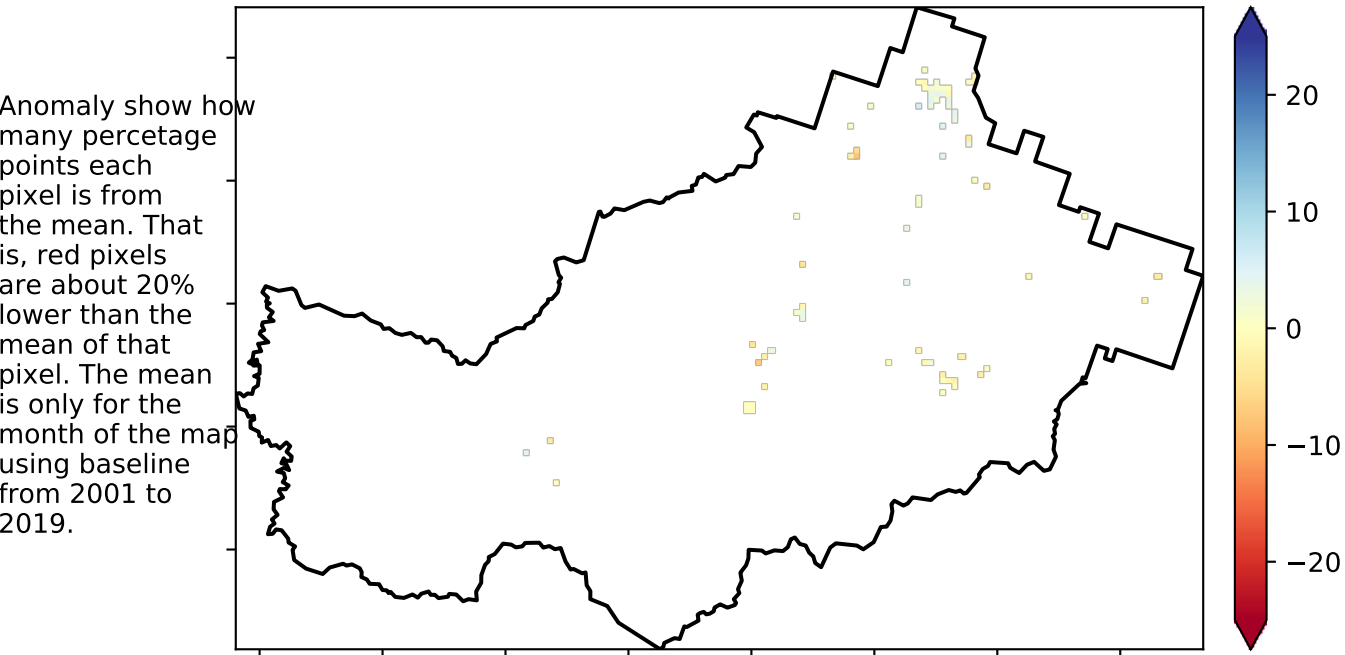 Anomaly show how
many percetage
points each
pixel is from
the mean. That
is, red pixels
are about 20%
lower than the
mean of that
pixel. The mean
is only for the
month of the map
using baseline
from 2001 to
2019.
20
10
0
−10
−20